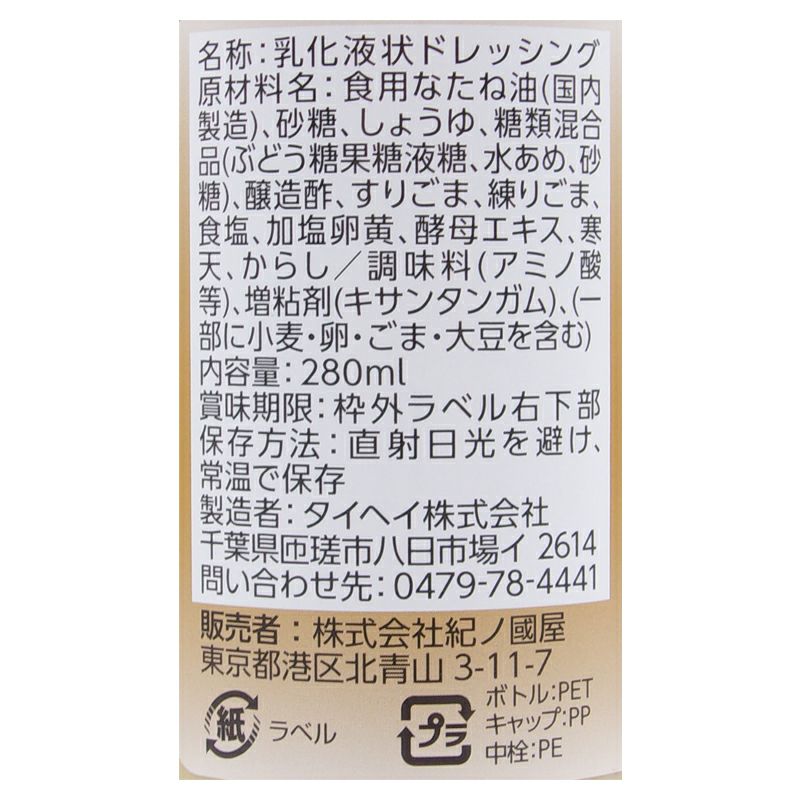 名称：乳化液状ドレッシング
原材料名：食用なたね油(国内
製造)、砂糖、しょうゆ、糖類混合
品(ぶどう糖果糖液糖、水あめ、砂
糖)、醸造酢、すりごま、練りごま、
食塩、加塩卵黄、酵母エキス、寒
天、からし／調味料(アミノ酸
等)、増粘剤(キサンタンガム)、(一
部に小麦・卵・ごま・大豆を含む)
内容量：280ml
賞味期限：枠外ラベル右下部
保存方法：直射日光を避け、
常温で保存
製造者：タイヘイ株式会社
千葉県匝瑳市八日市場イ 2614
問い合わせ先：0479-78-4441
販売者：株式会社紀ノ國屋
東京都港区北青山 3-11-7
紙 ラベル
プラ
ボトル:PET
キャップ:PP
中栓:PE